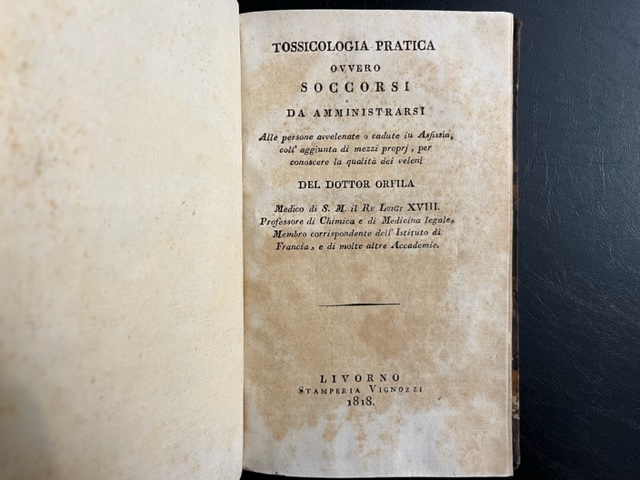 TOSSICOLOGIA PRATICA
OVVERO
SOCCORSI
DA AMMINISTRARSI
Alle persone avvelenate o cadute in Asfissia,
coll' aggiunta di mezzi proprj, per
conoscere la qualità dei veleni
DEL DOTTOR ORFILA
Medico di S. M. il RE LUIGI XVIII.
Professore di Chimica e di Medicina legale,
Membro corrispondente dell' Istituto di
Francia, e di molte altre Accademie.
LIVORNO
STAMPERIA VIGNOZZI
1818.